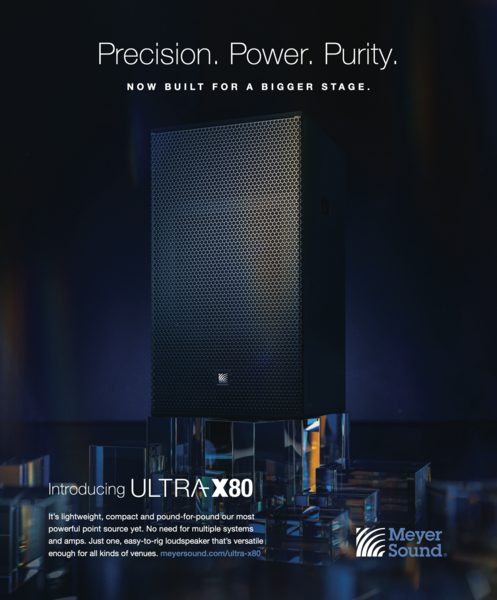 Precision. Power. Purity.
NOW BUILT FOR A BIGGER STAGE.
Introducing ULTRA-X80
It's lightweight, compact and pound-for-pound our most
powerful point source yet. No need for multiple systems
and amps. Just one, easy-to-rig loudspeaker that's versatile
enough for all kinds of venues. meyersound.com/ultra-x80
Meyer
Sound